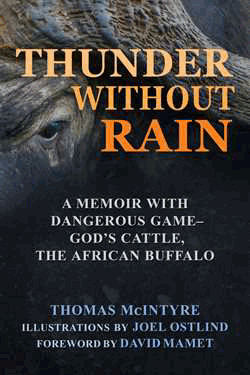 THUNDER
WITHOUT
RAIN
A MEMOIR WITH
DANGEROUS GAME–
GOD'S CATTLE,
THE AFRICAN BUFFALO
THOMAS McINTYRE
ILLUSTRATIONS BY JOEL OSTLIND
FOREWORD BY DAVID MAMET